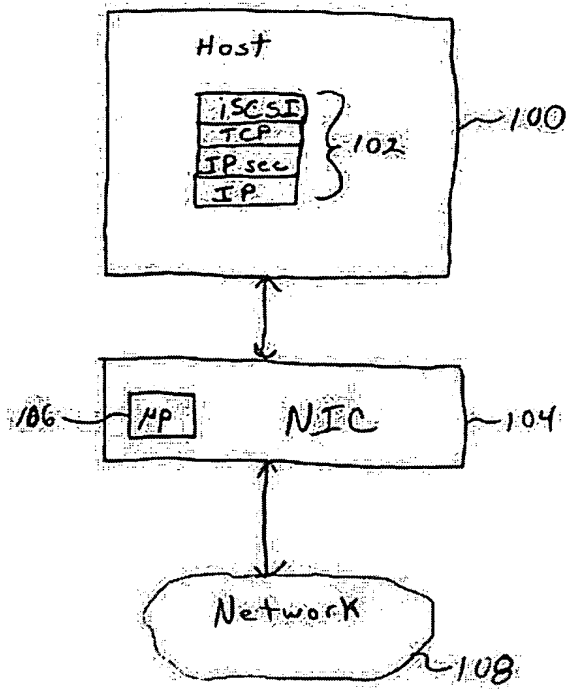 Host
iSCSI
TCP
IPsec
IP
102
100
106
μP
NIC
104
Network
108